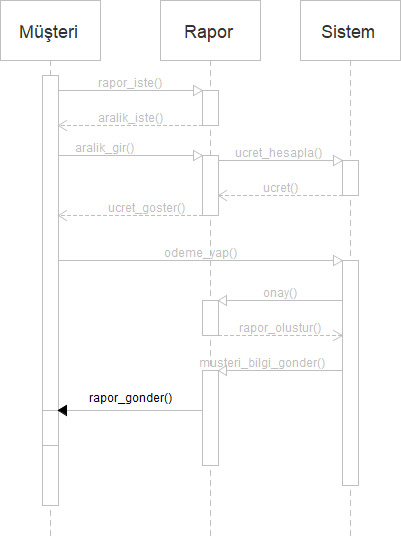 Müşteri Rapor Sistem
rapor_iste()
aralik_iste()
aralik_gir()
ucret_hesapla()
ucret()
ucret_goster()
odeme_yap()
onay()
rapor_olustur()
musteri_bilgi_gonder()
rapor_gonder()